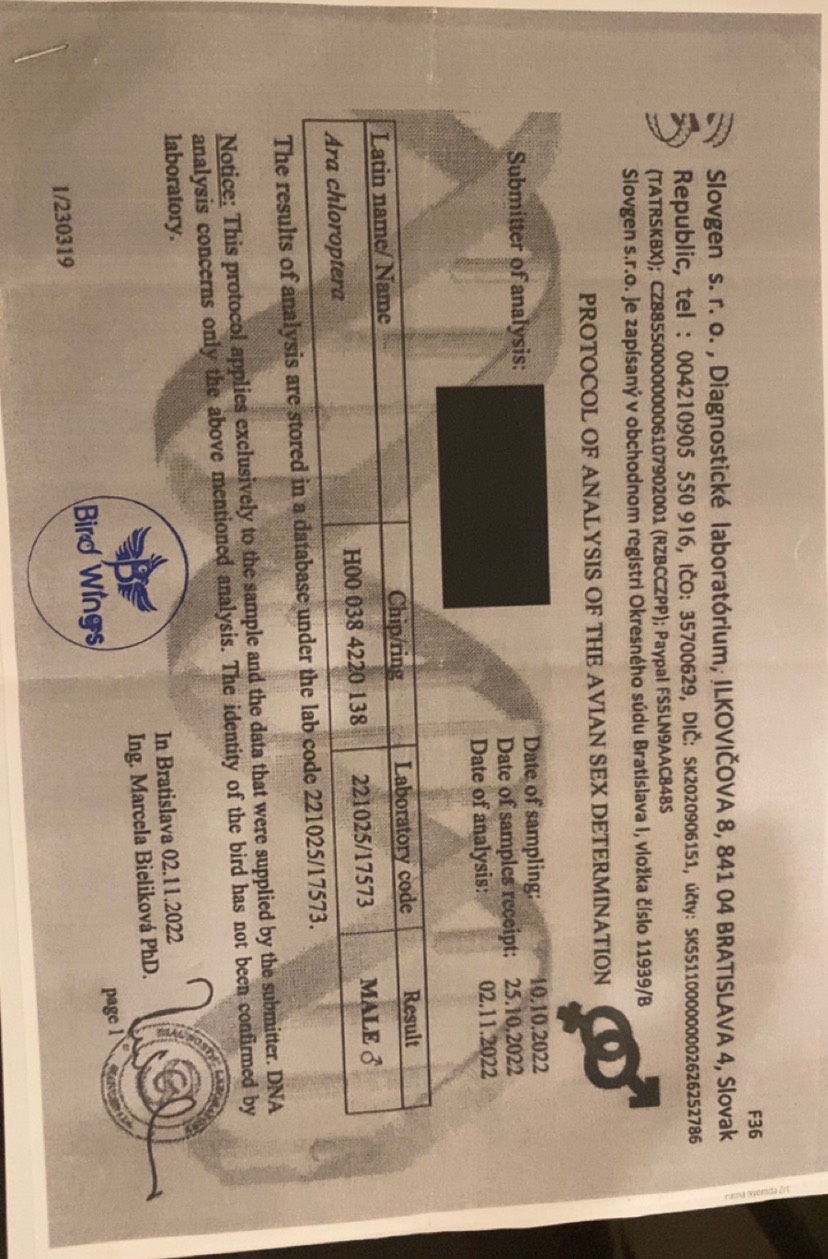 F36
Slovgen s. r. o. , Diagnostické laboratórium, ILKOVIČOVA 8, 841 04 BRATISLAVA 4, Slovak
Republic, tel : 004210905 550 916, IČO: 35700629, DIČ: SK2020906151, účty: SK5511000000002626252786
(TATRSKBX); CZ8855000000006107902001 (RZBCCZPP); Paypal FS5LN9AAC848S
Slovgen s.r.o. je zapísaný v obchodnom registri Okresného súdu Bratislava I, vložka číslo 11939/B
PROTOCOL OF ANALYSIS OF THE AVIAN SEX DETERMINATION
Submitter of analysis:
Date of sampling: 10.10.2022
Date of samples receipt: 25.10.2022
Date of analysis: 02.11.2022
Latin name/ Name Chip/ring Laboratory code Result
Ara chloroptera H00 038 4220 138 221025/17573 MALE ♂
The results of analysis are stored in a database under the lab code 221025/17573.
Notice: This protocol applies exclusively to the sample and the data that were supplied by the submitter. DNA
analysis concerns only the above mentioned analysis. The identity of the bird has not been confirmed by
laboratory.
In Bratislava 02.11.2022
Ing. Marcela Bieliková PhD.
Bird Wings
page 1
1/230319